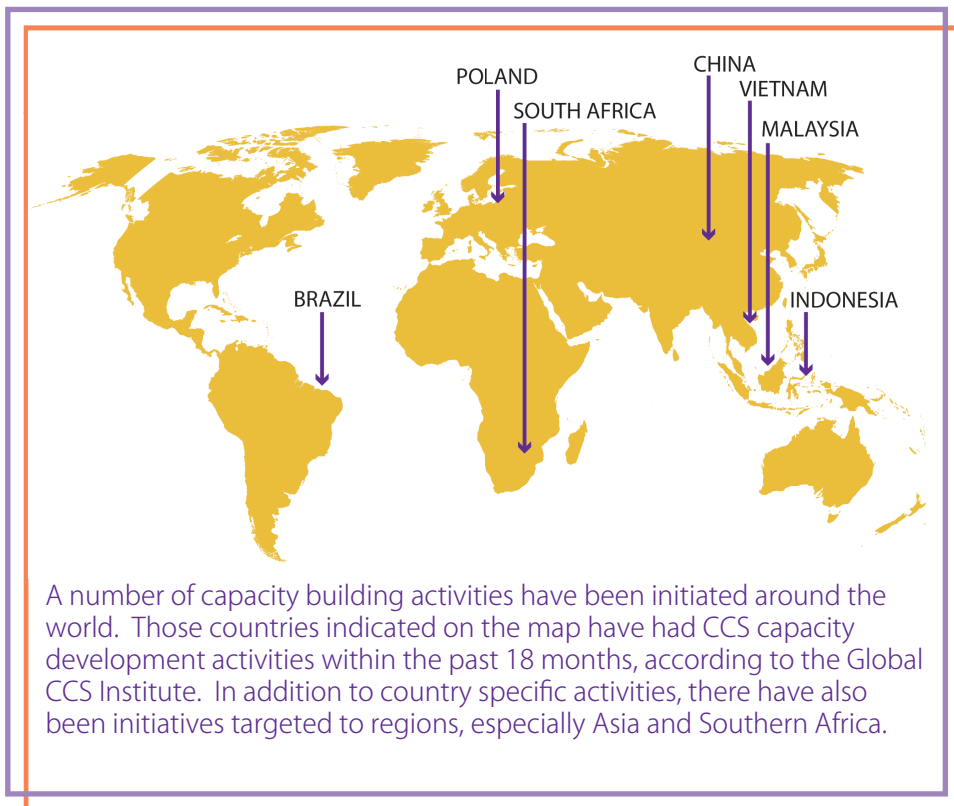 CHINA
POLAND
VIETNAM
SOUTH AFRICA
MALAYSIA
BRAZIL
INDONESIA
A number of capacity building activities have been initiated around the
world.  Those countries indicated on the map have had CCS capacity
development activities within the past 18 months, according to the Global
CCS Institute.  In addition to country specific activities, there have also
been initiatives targeted to regions, especially Asia and Southern Africa.